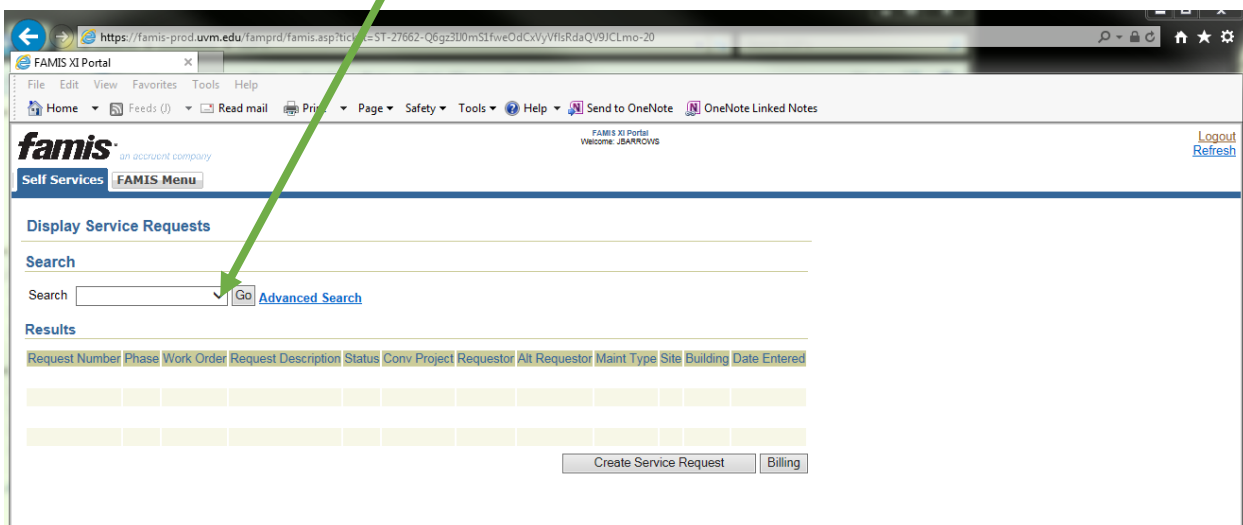 https://famis-prod.uvm.edu/famprd/famis.asp?tick t=ST-27662-Q6gz3IJ0mS1fweOdCxVyVflsRdaQV9JCLmo-20
FAMIS XI Portal
File Edit View Favorites Tools Help
Home Feeds (J) Read mail Print Page Safety Tools Help Send to OneNote OneNote Linked Notes
famis an accruent company
FAMIS XI Portal
Welcome: JBARROWS
Logout
Refresh
Self Services FAMIS Menu
Display Service Requests
Search
Search Go Advanced Search
Results
Request Number Phase Work Order Request Description Status Conv Project Requestor Alt Requestor Maint Type Site Building Date Entered
Create Service Request Billing